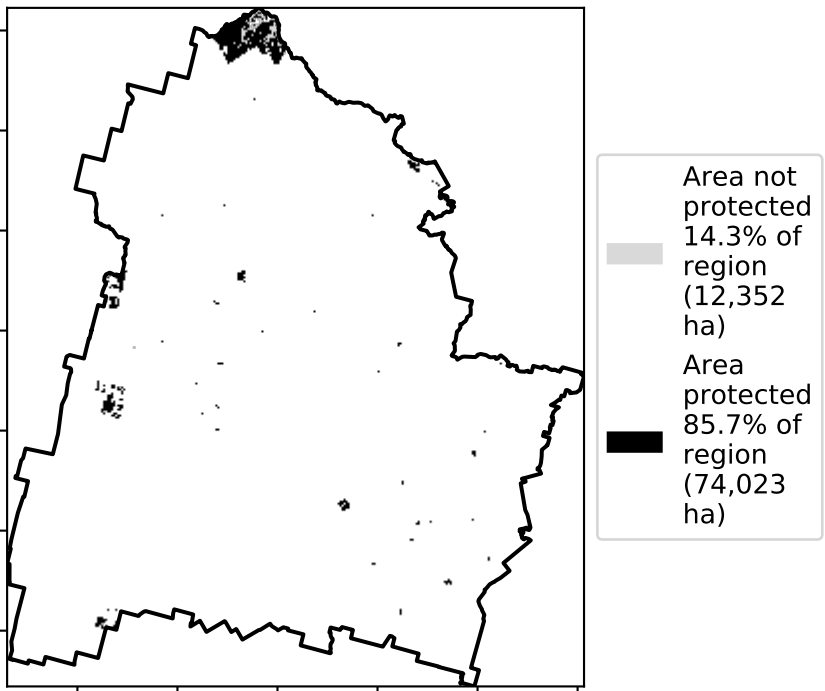 Area not
protected
14.3% of
region
(12,352
ha)
Area
protected
85.7% of
region
(74,023
ha)